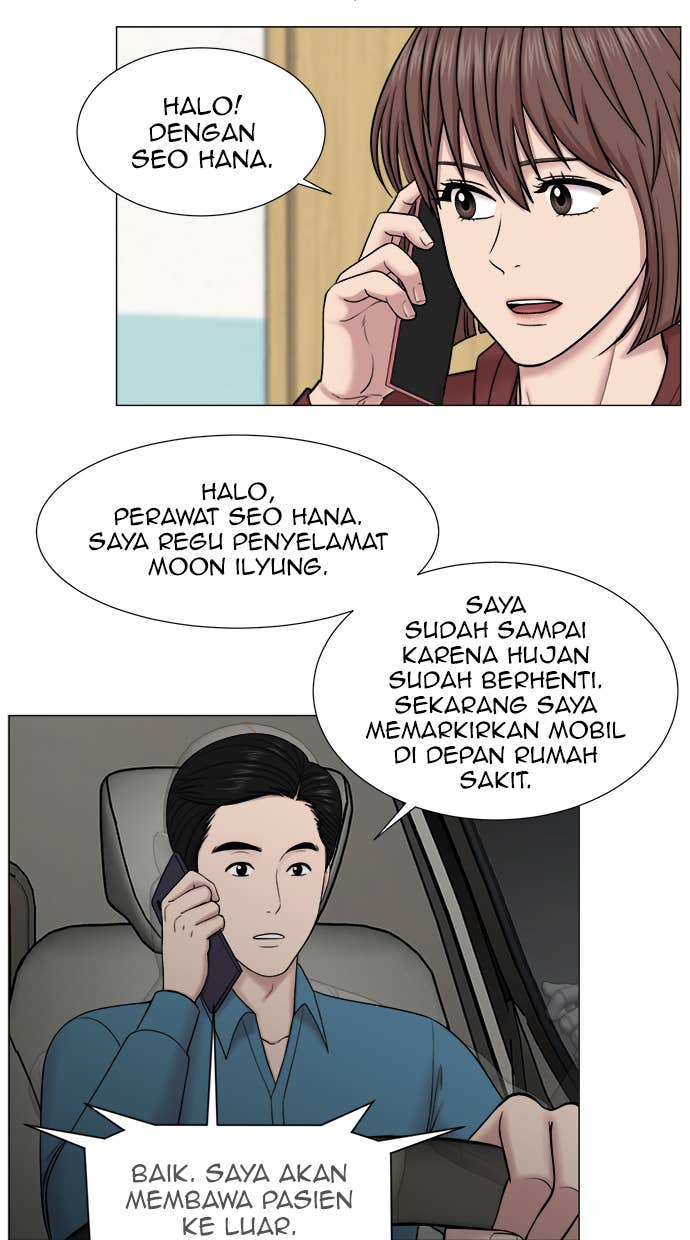 HALO!
DENGAN
SEO HANA.
HALO,
PERAWAT SEO HANA.
SAYA REGU PENYELAMAT
MOON ILYUNG.
SAYA
SUDAH SAMPAI
KARENA HUJAN
SUDAH BERHENTI.
SEKARANG SAYA
MEMARKIRKAN MOBIL
DI DEPAN RUMAH
SAKIT.
BAIK. SAYA AKAN
MEMBAWA PASIEN
KE LUAR.